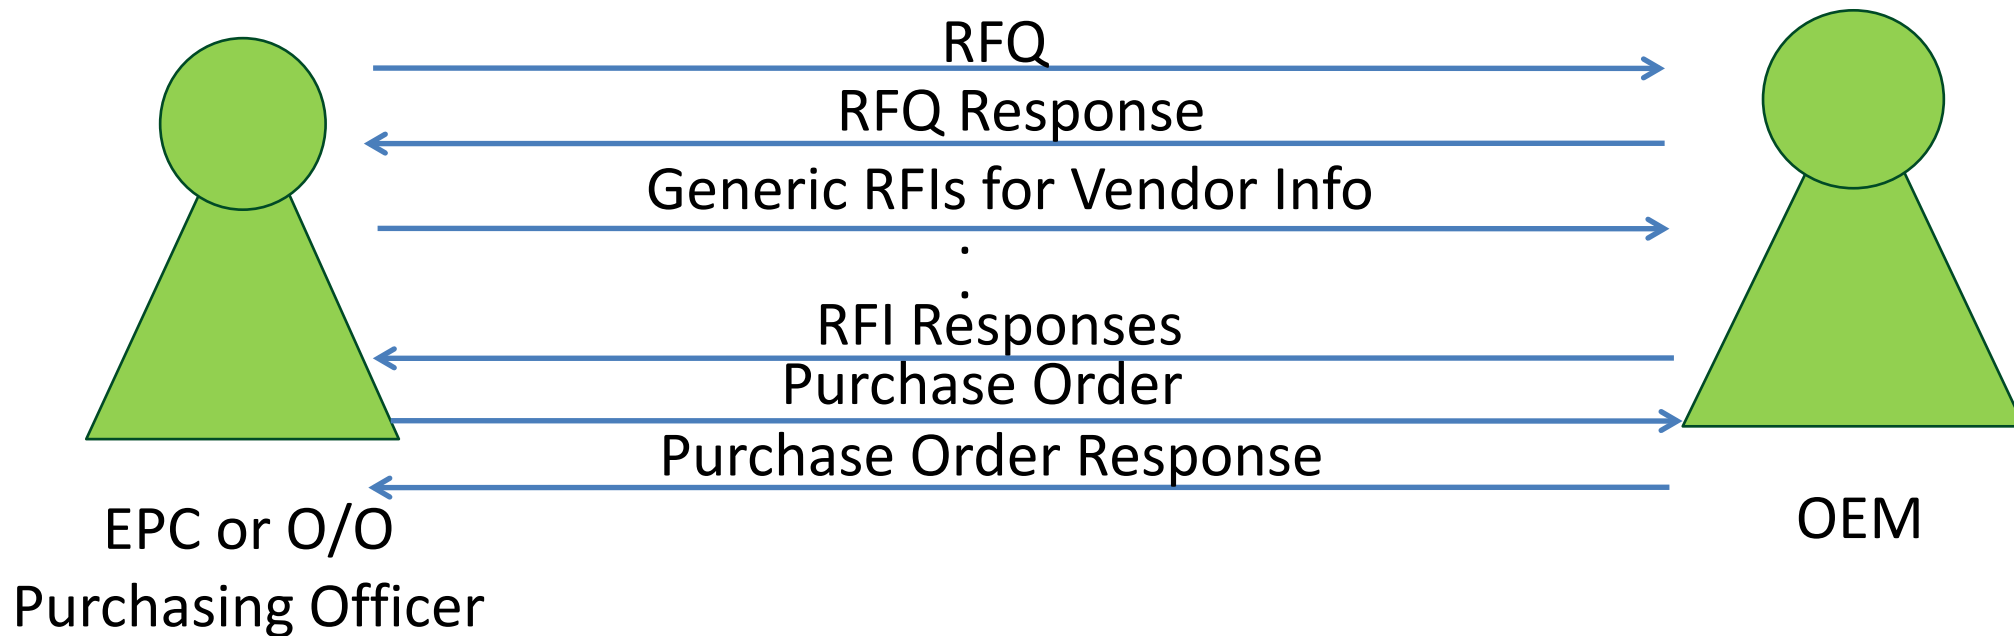 RFQ
RFQ Response
Generic RFIs for Vendor Info
.
.
RFI Responses
Purchase Order
Purchase Order Response
EPC or O/O
Purchasing Officer
OEM